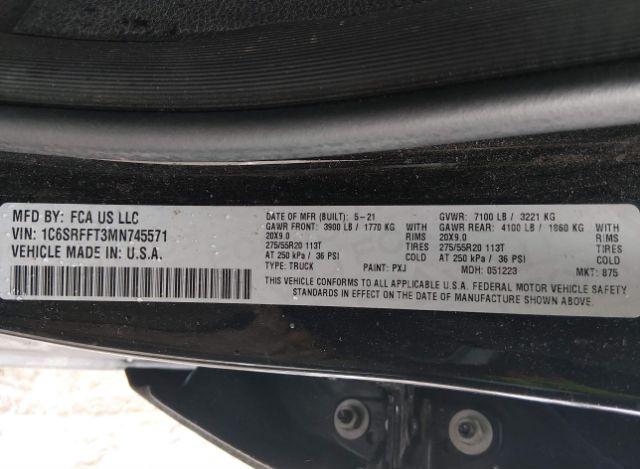 MFD BY: FCA US LLC
VIN: 1C6SRFFT3MN745571
VEHICLE MADE IN: U.S.A.
DATE OF MFR (BUILT) 5-21 GVWR: 7100 LB / 3221 KG
GAWR FRONT: 3900 LB / 1770 KG WITH GAWR REAR: 4100 LB / 1860 KG WITH
20X9.0 RIMS 20X9.0 RIMS
275/55R20 113T TIRES 275/55R20 113T TIRES
AT 250 kPa / 36 PSI COLD AT 250 kPa / 36 PSI COLD
TYPE: TRUCK PAINT: PXJ MDH: 051223 MKT: 875
THIS VEHICLE CONFORMS TO ALL APPLICABLE U.S.A. FEDERAL MOTOR VEHICLE SAFETY
STANDARDS IN EFFECT ON THE DATE OF MANUFACTURE SHOWN ABOVE.